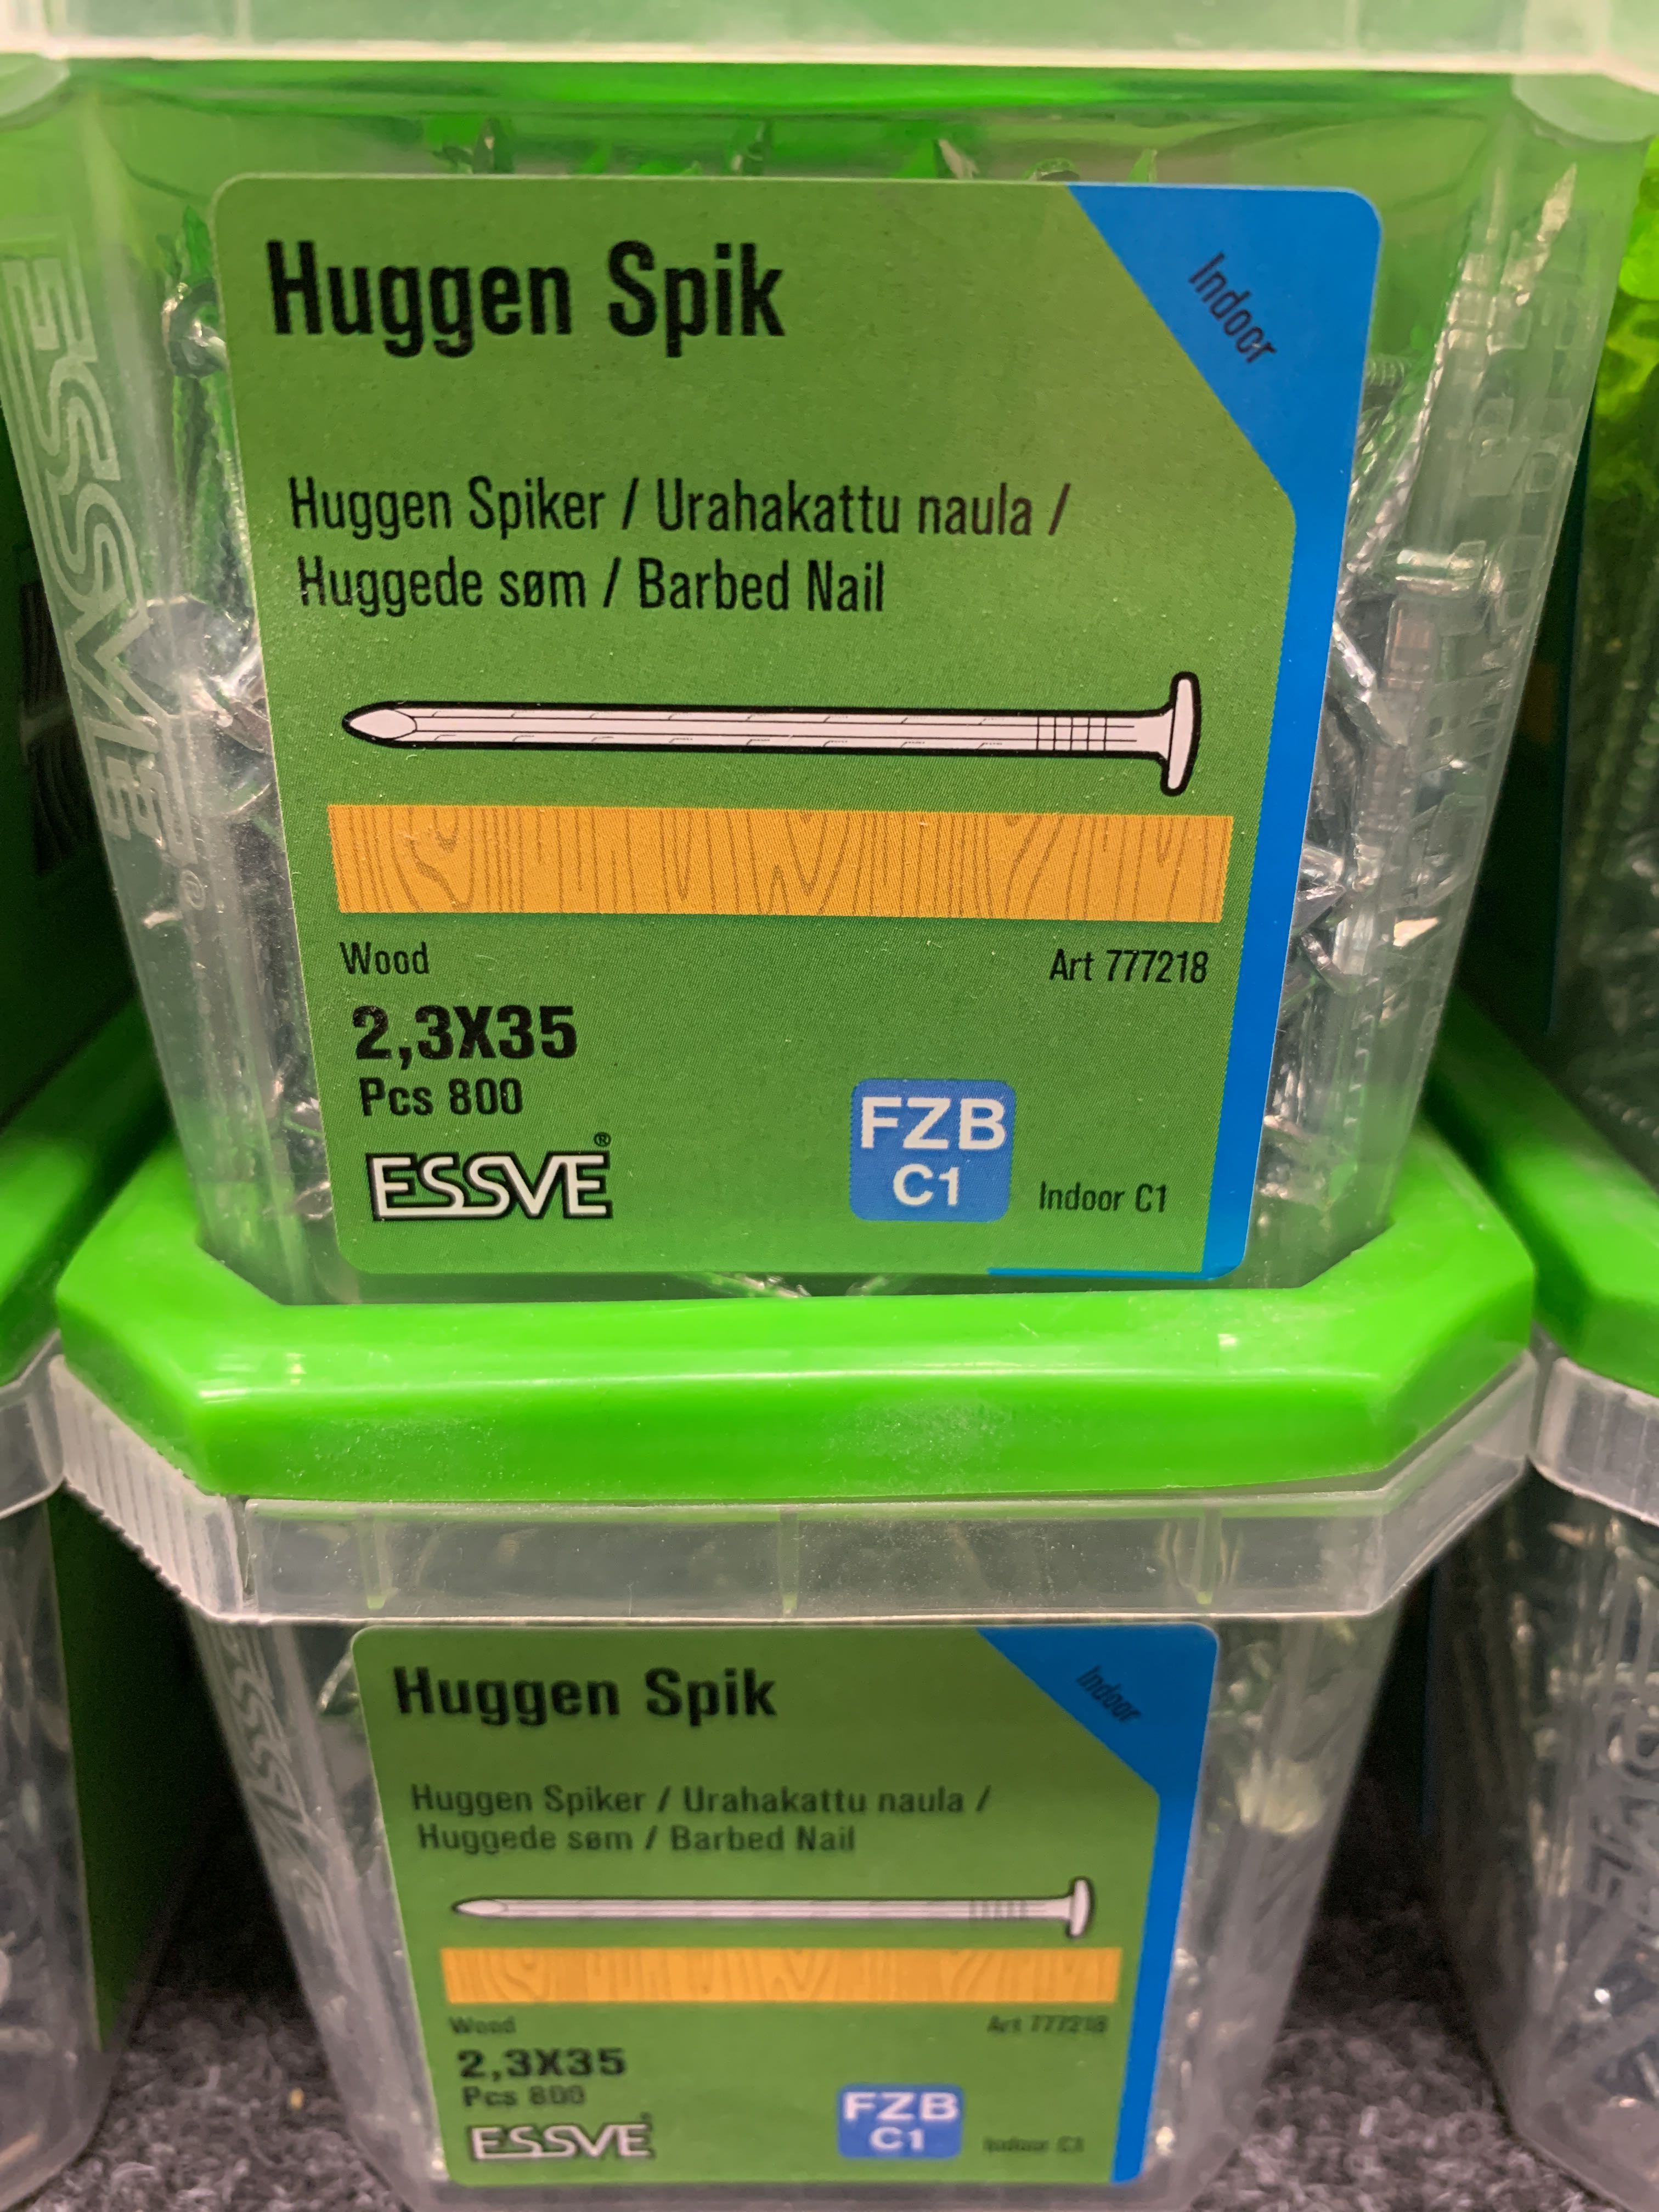 Huggen Spik
Indoor
Huggen Spiker / Urahakattu naula /
Huggede søm / Barbed Nail
Wood
Art 777218
2,3X35
Pcs 800
ESSVE®
FZB
C1
Indoor C1
ESSVE®
Huggen Spik
Indoor
Huggen Spiker / Urahakattu naula /
Huggede søm / Barbed Nail
Wood
Art 777218
2,3X35
Pcs 800
ESSVE
FZB
C1
Indoor C1